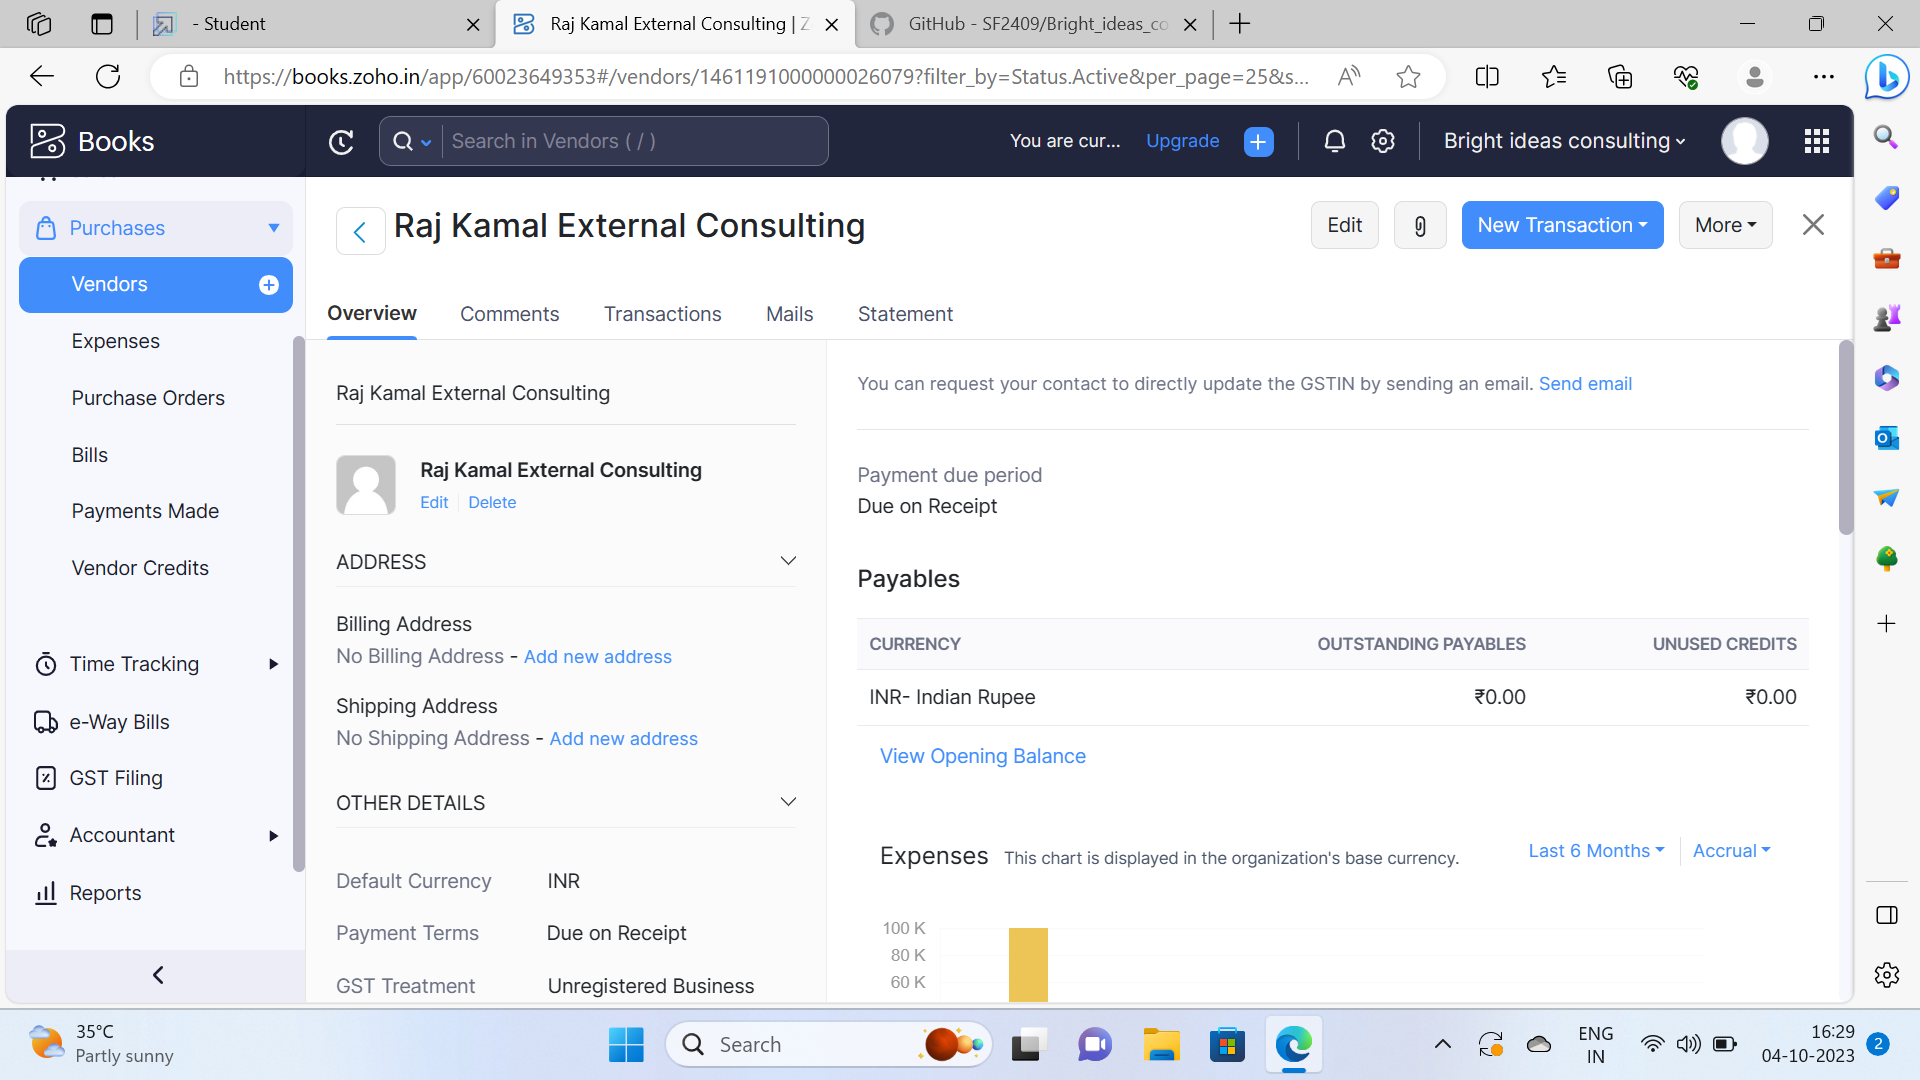 - Student
Raj Kamal External Consulting | Z
GitHub - SF2409/Bright_ideas_co
https://books.zoho.in/app/60023649353#/vendors/1461191000000026079?filter_by=Status.Active&per_page=25&s...
Books
Search in Vendors ( / )
You are cur...
Upgrade
Bright ideas consulting
Purchases
Vendors
Expenses
Purchase Orders
Bills
Payments Made
Vendor Credits
Time Tracking
e-Way Bills
GST Filing
Accountant
Reports
Raj Kamal External Consulting
Edit
New Transaction
More
Overview
Comments
Transactions
Mails
Statement
Raj Kamal External Consulting
Raj Kamal External Consulting
Edit
Delete
ADDRESS
Billing Address
No Billing Address - Add new address
Shipping Address
No Shipping Address - Add new address
OTHER DETAILS
Default Currency INR
Payment Terms Due on Receipt
GST Treatment Unregistered Business
You can request your contact to directly update the GSTIN by sending an email. Send email
Payment due period
Due on Receipt
Payables
CURRENCY OUTSTANDING PAYABLES UNUSED CREDITS
INR- Indian Rupee ₹0.00 ₹0.00
View Opening Balance
Expenses This chart is displayed in the organization's base currency.
Last 6 Months
Accrual
100 K
80 K
60 K
35°C
Partly sunny
Search
ENG
IN
16:29
04-10-2023
2